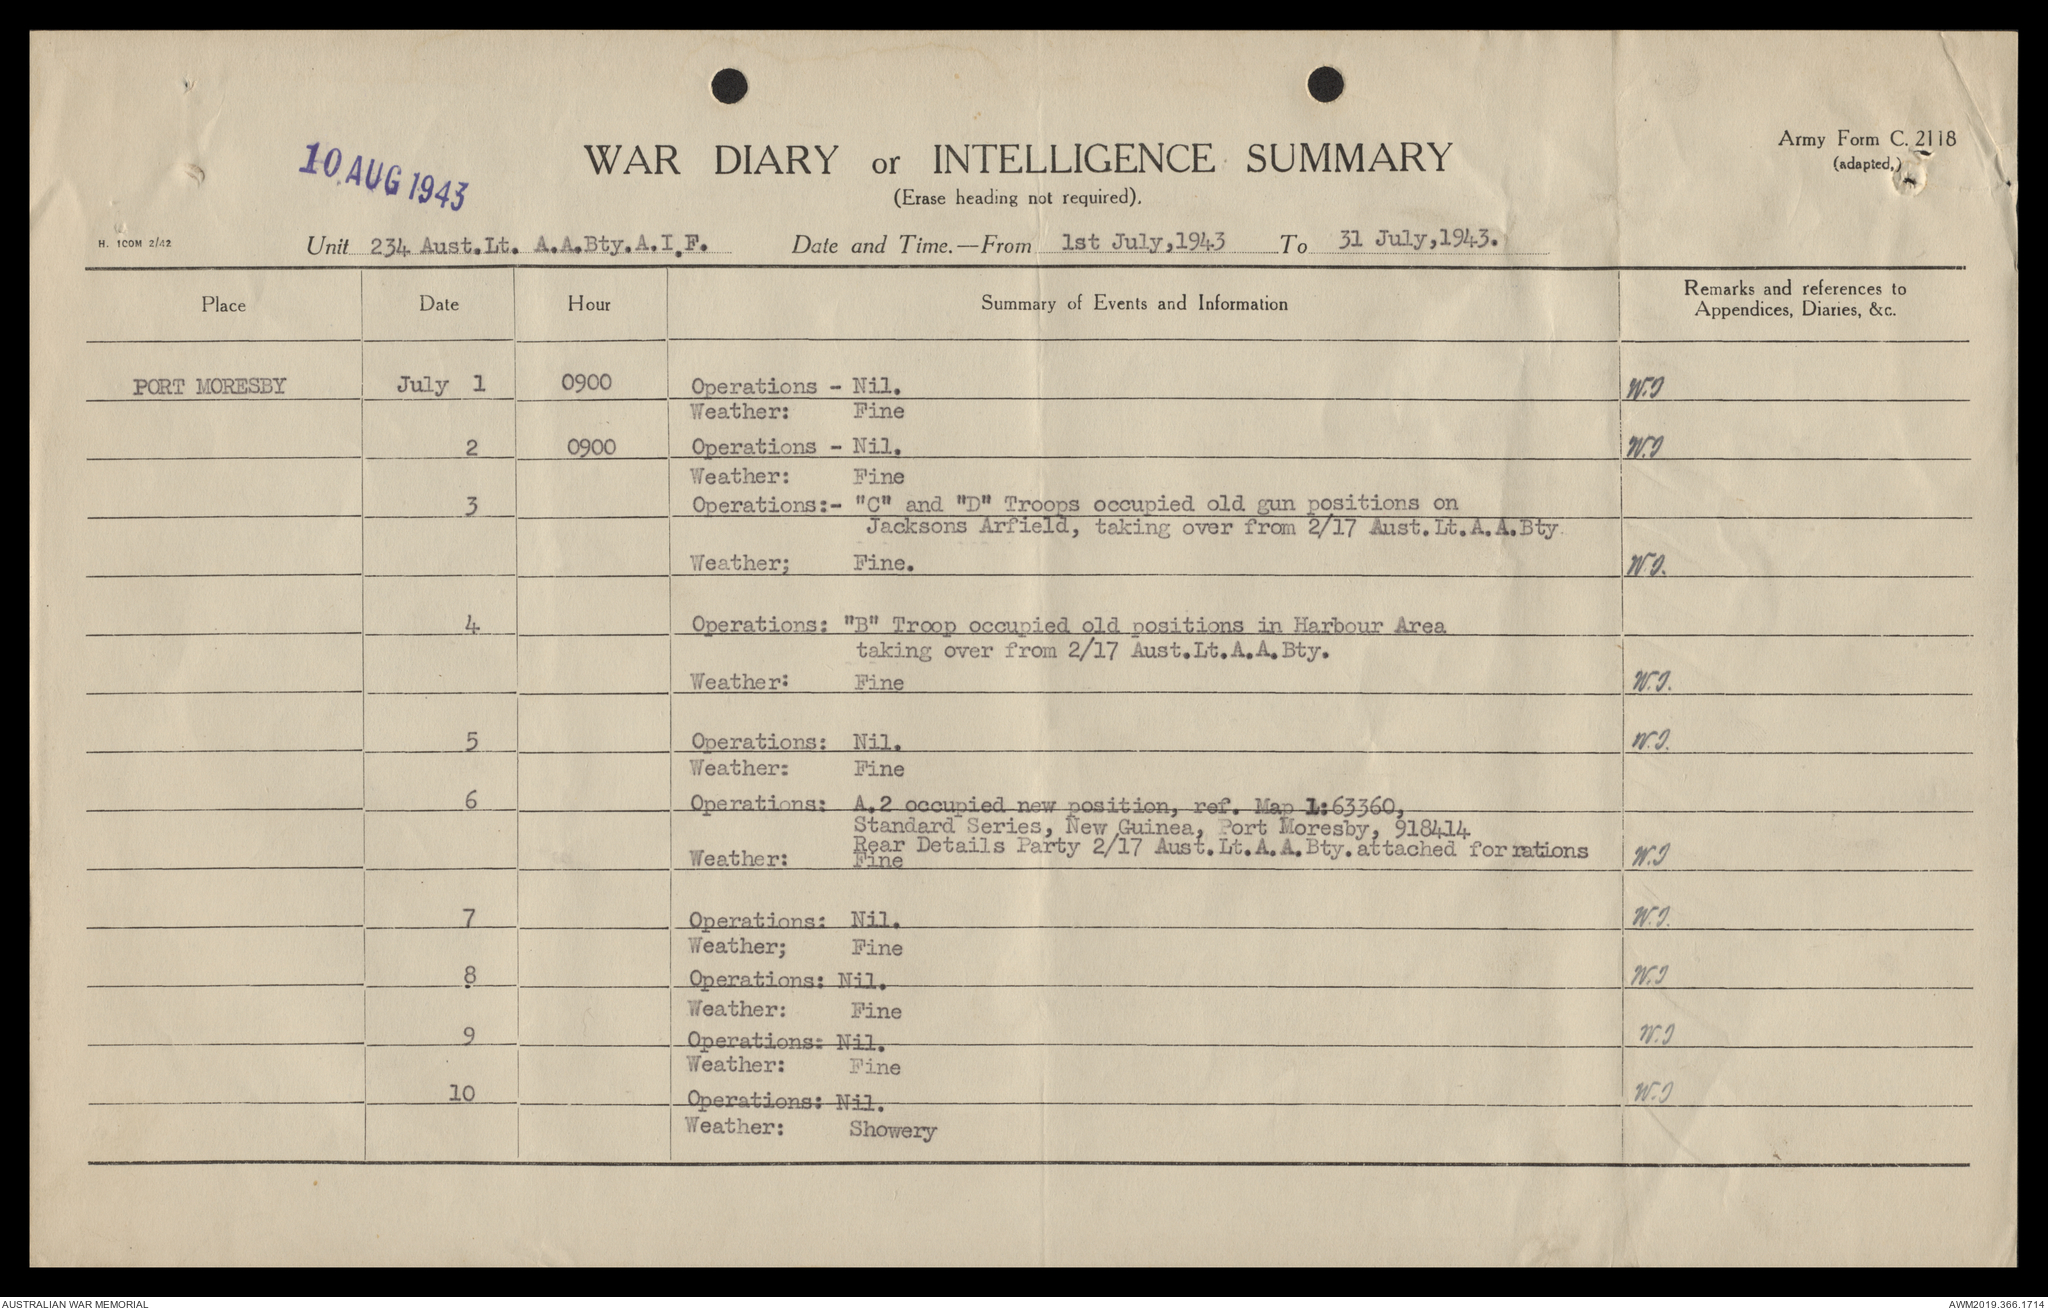 10 AUG 1943
WAR DIARY or INTELLIGENCE SUMMARY
(Erase heading not required).
Army Form C. 2118
(adapted.)
H. 1COM 2/42
Unit 234 Aust.Lt. A.A.Bty.A.I.F. Date and Time.—From 1st July,1943 To 31 July,1943.
Place Date Hour Summary of Events and Information Remarks and references to
Appendices, Diaries, &c.
PORT MORESBY July 1 0900 Operations - Nil. W.J
Weather: Fine
2 0900 Operations - Nil. W.J
Weather: Fine
3 Operations:- "C" and "D" Troops occupied old gun positions on
Jacksons Arfield, taking over from 2/17 Aust.Lt.A.A.Bty.
Weather; Fine. W.J.
4 Operations: "B" Troop occupied old positions in Harbour Area
taking over from 2/17 Aust.Lt.A.A.Bty.
Weather: Fine W.J.
5 Operations: Nil. W.J.
Weather: Fine
6 Operations: A.2 occupied new position, ref. Map 1:63360,
Standard Series, New Guinea, Port Moresby, 918414
Rear Details Party 2/17 Aust.Lt.A.A.Bty.attached for rations
Weather: Fine W.J
7 Operations: Nil. W.J.
Weather; Fine
8 Operations: Nil. W.J
Weather: Fine
9 Operations: Nil. W.J
Weather: Fine
10 Operations: Nil. W.J
Weather: Showery
AUSTRALIAN WAR MEMORIAL AWM2019.366.1714